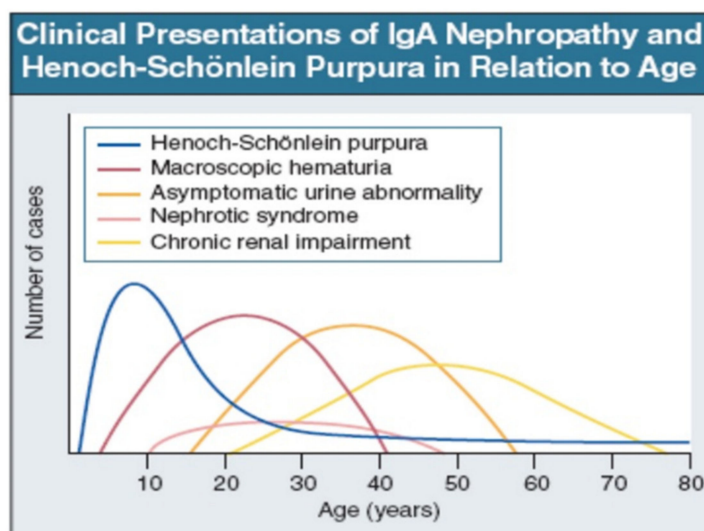 Clinical Presentations of IgA Nephropathy and
Henoch-Schönlein Purpura in Relation to Age
Number of cases
Henoch-Schönlein purpura
Macroscopic hematuria
Asymptomatic urine abnormality
Nephrotic syndrome
Chronic renal impairment
10 20 30 40 50 60 70 80
Age (years)